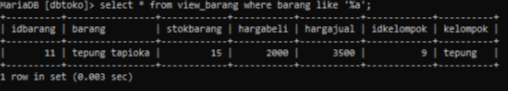 MariaDB [dbtoko]> select * from view_barang where barang like '%a';
+----------+----------------+------------+-----------+-----------+------------+----------+
| idbarang | barang | stokbarang | hargabeli | hargajual | idkelompok | kelompok |
+----------+----------------+------------+-----------+-----------+------------+----------+
| 11 | tepung tapioka | 15 | 2000 | 3500 | 9 | tepung |
+----------+----------------+------------+-----------+-----------+------------+----------+
1 row in set (0.003 sec)